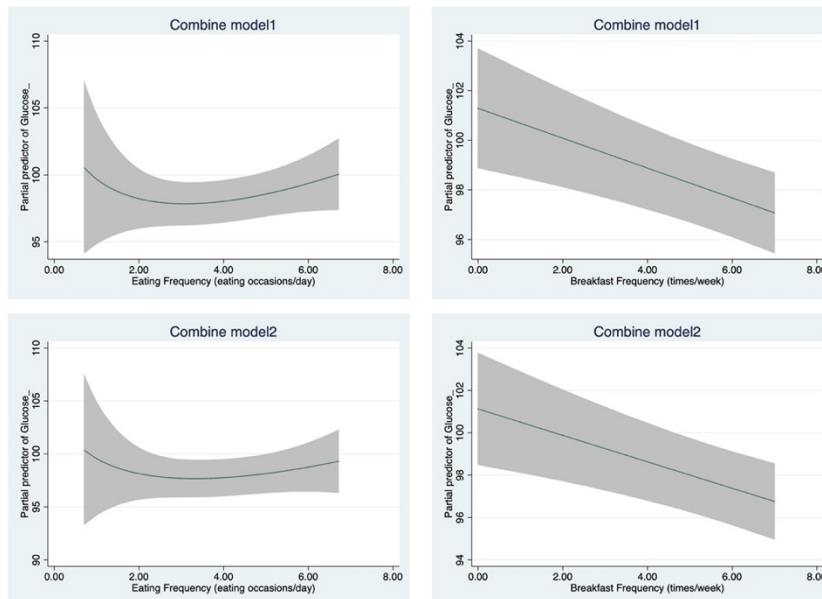 Combine model1
Partial predictor of Glucose_
110
105
100
95
0.00 2.00 4.00 6.00 8.00
Eating Frequency (eating occasions/day)
Combine model1
Partial predictor of Glucose_
104
102
100
98
96
0.00 2.00 4.00 6.00 8.00
Breakfast Frequency (times/week)
Combine model2
Partial predictor of Glucose_
110
105
100
95
90
0.00 2.00 4.00 6.00 8.00
Eating Frequency (eating occasions/day)
Combine model2
Partial predictor of Glucose_
104
102
100
98
96
94
0.00 2.00 4.00 6.00 8.00
Breakfast Frequency (times/week)